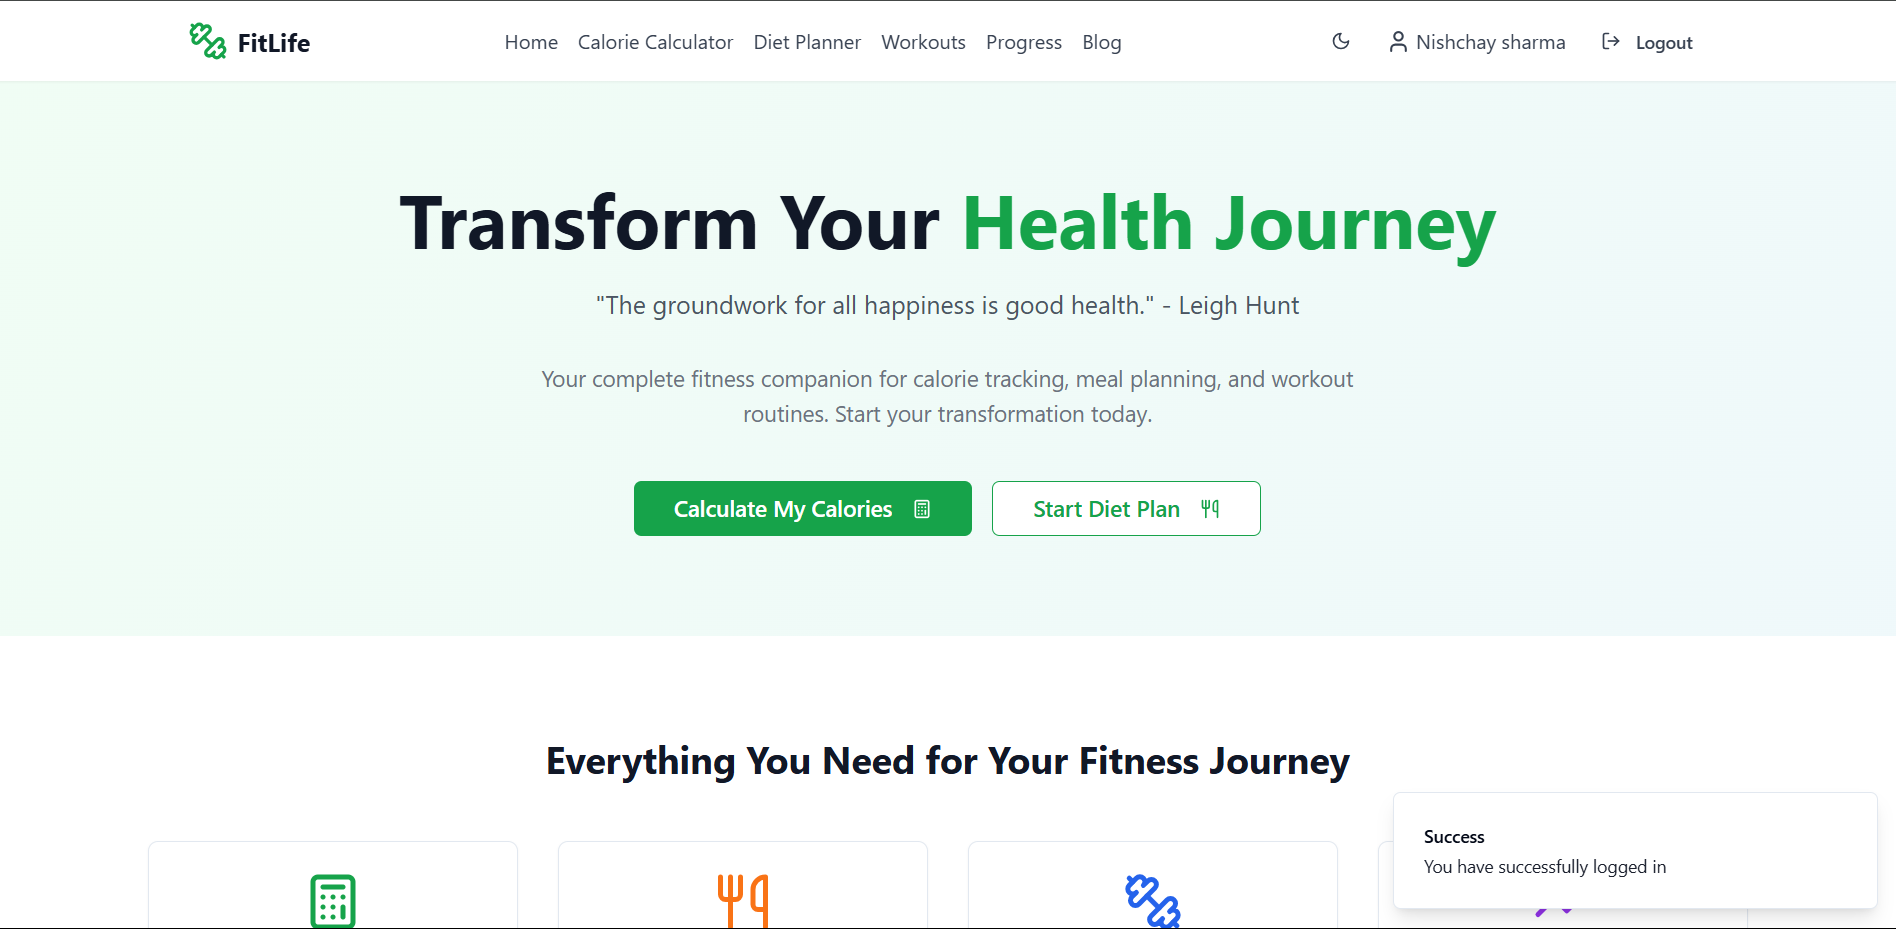 FitLife
Home Calorie Calculator Diet Planner Workouts Progress Blog
Nishchay sharma
Logout
Transform Your Health Journey
"The groundwork for all happiness is good health." - Leigh Hunt
Your complete fitness companion for calorie tracking, meal planning, and workout
routines. Start your transformation today.
Calculate My Calories
Start Diet Plan
Everything You Need for Your Fitness Journey
Success
You have successfully logged in